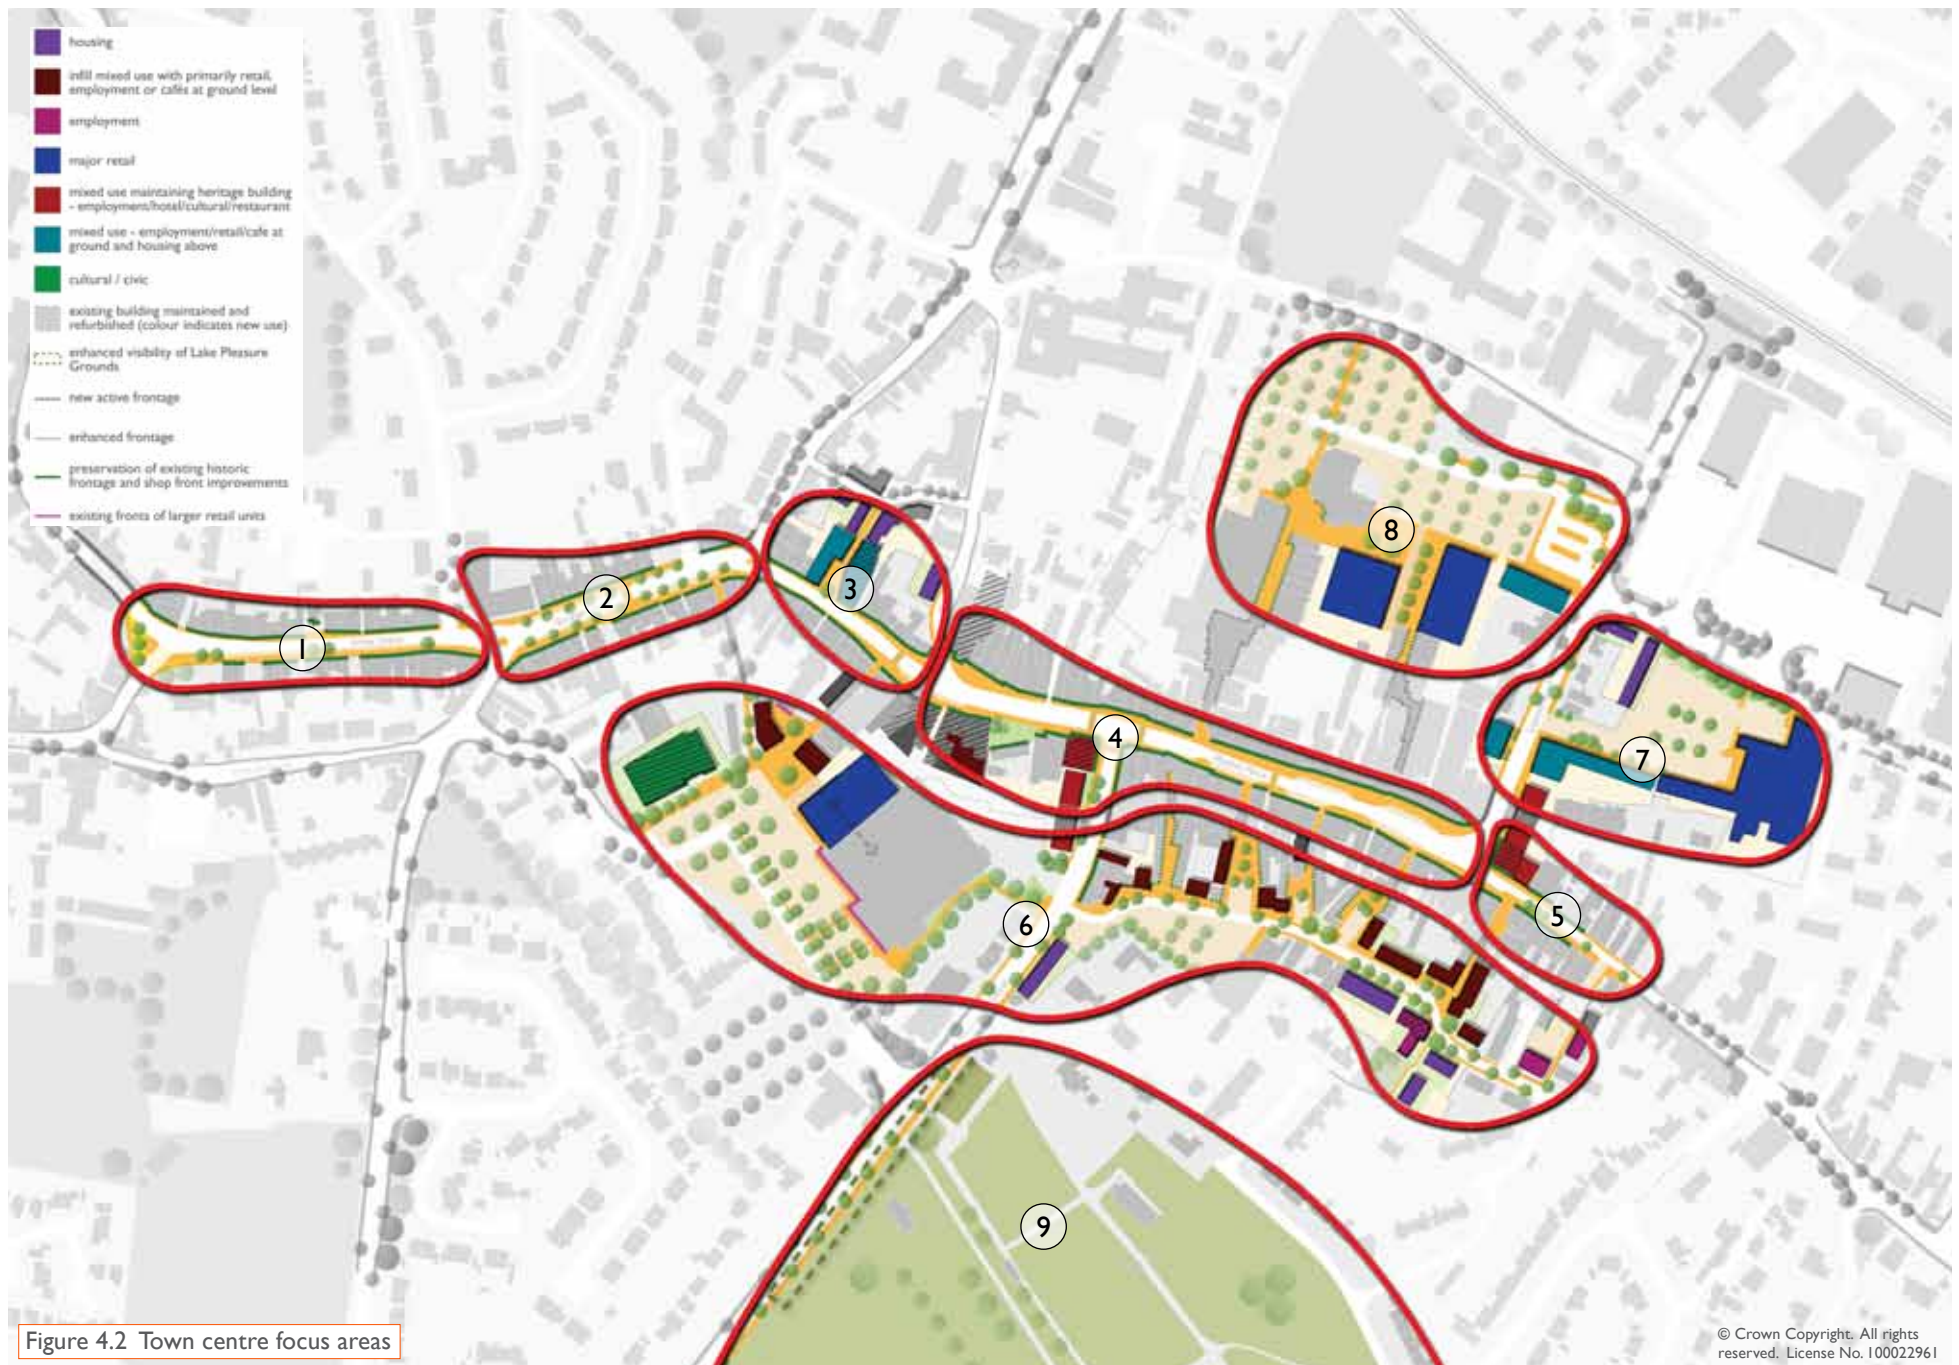 housing
infill mixed use with primarily retail,
employment or cafés at ground level
employment
major retail
mixed use maintaining heritage building
- employment/hotel/cultural/restaurant
mixed use - employment/retail/cafe at
ground and housing above
cultural / civic
existing building maintained and
refurbished (colour indicates new use)
enhanced visibility of Lake Pleasure
Grounds
new active frontage
enhanced frontage
preservation of existing historic
frontage and shop front improvements
existing fronts of larger retail units
8
2
3
1
4
7
5
6
9
Figure 4.2 Town centre focus areas
© Crown Copyright. All rights
reserved. License No. 100022961